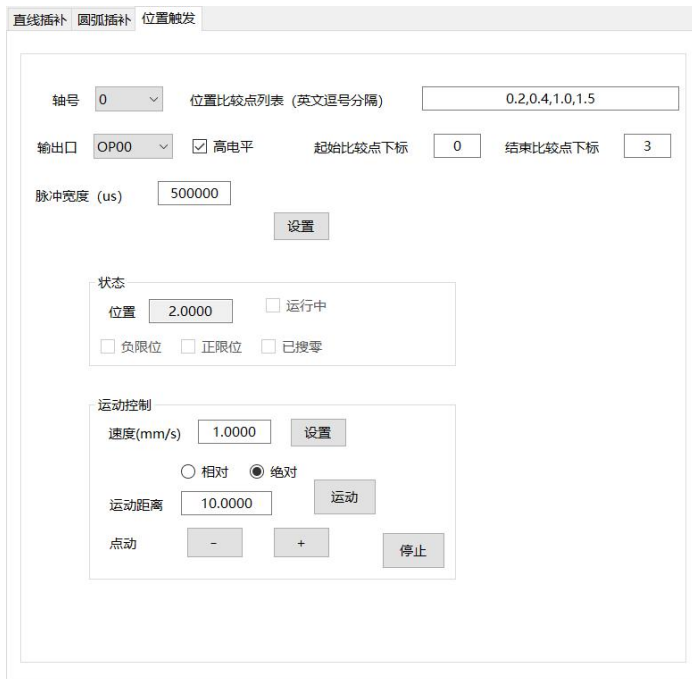 直线插补 圆弧插补 位置触发
轴号 0 位置比较点列表（英文逗号分隔） 0.2,0.4,1.0,1.5
输出口 OP00 高电平 起始比较点下标 0 结束比较点下标 3
脉冲宽度（us） 500000
设置
状态
位置 2.0000 运行中
负限位 正限位 已搜零
运动控制
速度(mm/s) 1.0000 设置
相对 绝对
运动距离 10.0000 运动
点动 - + 停止